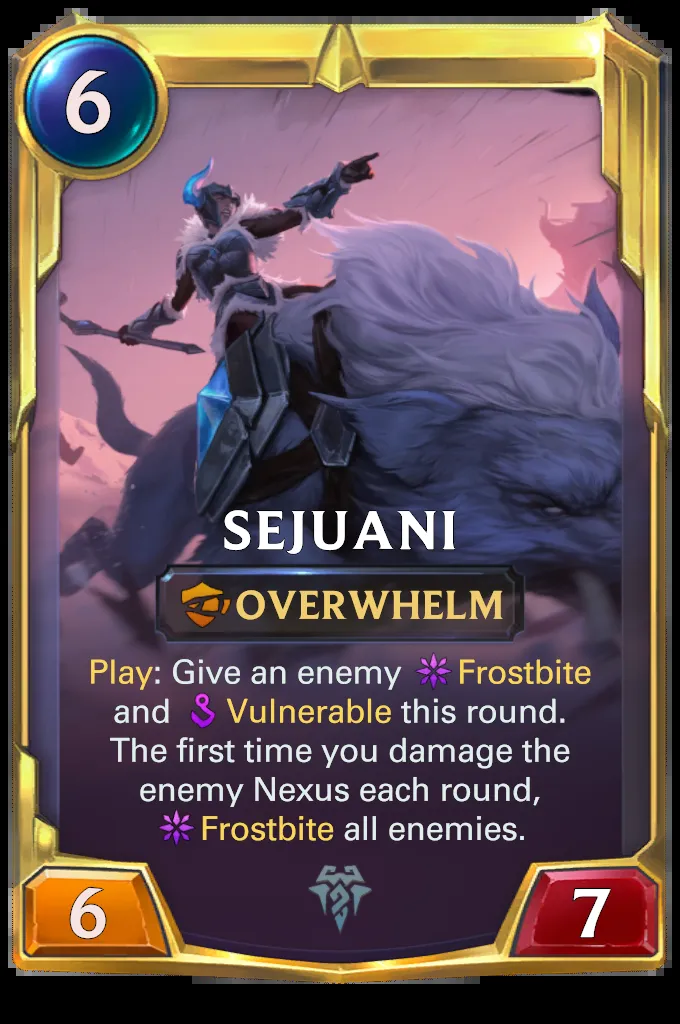 6
SEJUANI
OVERWHELM
Play: Give an enemy Frostbite
and Vulnerable this round.
The first time you damage the
enemy Nexus each round,
Frostbite all enemies.
6 7